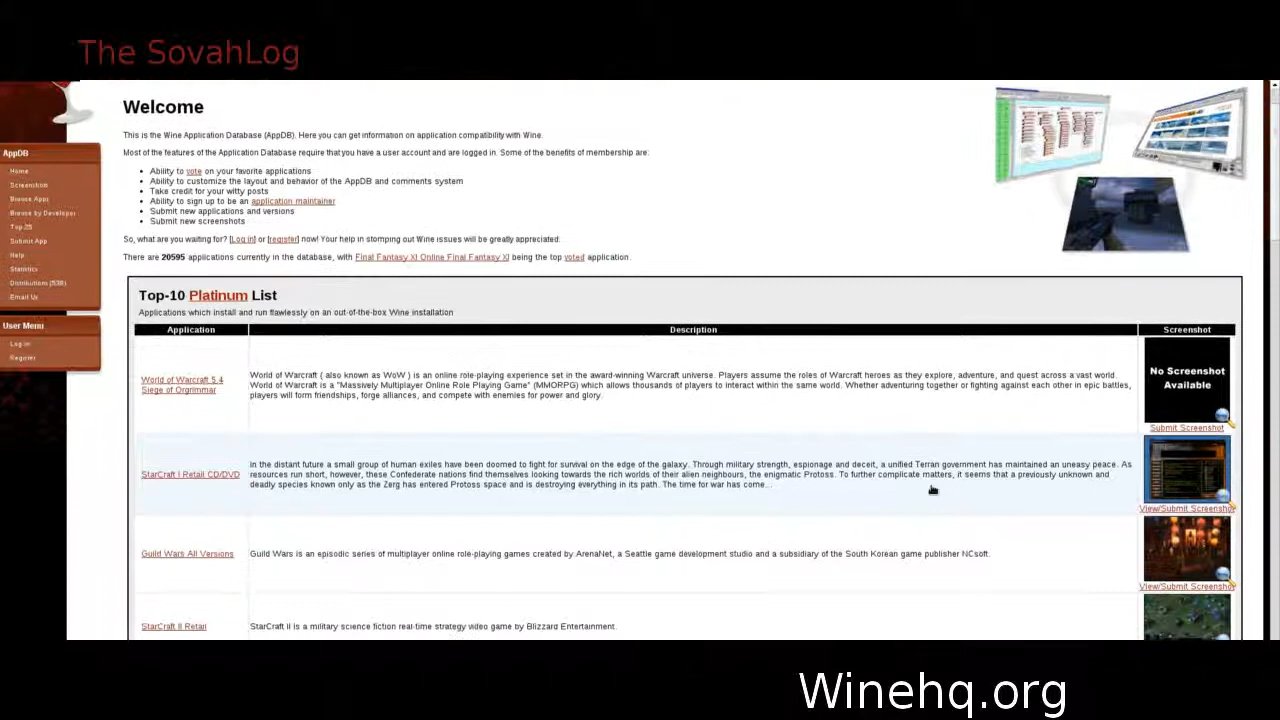 The SovahLog
Welcome
This is the Wine Application Database (AppDB). Here you can get information on application compatibility with Wine.
Most of the features of the Application Database require that you have a user account and are logged in. Some of the benefits of membership are:
Ability to vote on your favorite applications
Ability to customize the layout and behavior of the AppDB and comments system
Take credit for your witty posts
Ability to sign up to be an application maintainer
Submit new applications and versions
Submit new screenshots
So, what are you waiting for? [Log in] or [register] now! Your help in stomping out Wine issues will be greatly appreciated.
There are 20595 applications currently in the database, with Final Fantasy XI Online Final Fantasy XI being the top voted application.
AppDB
Home
Screenshots
Browse Apps
Browse by Developer
Top 25
Submit App
Help
Statistics
Distributions (538)
Email Us
User Menu
Log in
Register
Top-10 Platinum List
Applications which install and run flawlessly on an out-of-the-box Wine installation
Application Description Screenshot
World of Warcraft 5.4
Siege of Orgrimmar
World of Warcraft ( also known as WoW ) is an online role-playing experience set in the award-winning Warcraft universe. Players assume the roles of Warcraft heroes as they explore, adventure, and quest across a vast world.
World of Warcraft is a "Massively Multiplayer Online Role Playing Game" (MMORPG) which allows thousands of players to interact within the same world. Whether adventuring together or fighting against each other in epic battles,
players will form friendships, forge alliances, and compete with enemies for power and glory.
No Screenshot
Available
Submit Screenshot
StarCraft I Retail CD/DVD
In the distant future a small group of human exiles have been doomed to fight for survival on the edge of the galaxy. Through military strength, espionage and deceit, a unified Terran government has maintained an uneasy peace. As
resources run short, however, these Confederate nations find themselves looking towards the rich worlds of their alien neighbours, the enigmatic Protoss. To further complicate matters, it seems that a previously unknown and
deadly species known only as the Zerg has entered Protoss space and is destroying everything in its path. The time for war has come...
View/Submit Screenshot
Guild Wars All Versions
Guild Wars is an episodic series of multiplayer online role-playing games created by ArenaNet, a Seattle game development studio and a subsidiary of the South Korean game publisher NCsoft.
View/Submit Screenshot
StarCraft II Retail
StarCraft II is a military science fiction real-time strategy video game by Blizzard Entertainment.
Winehq.org